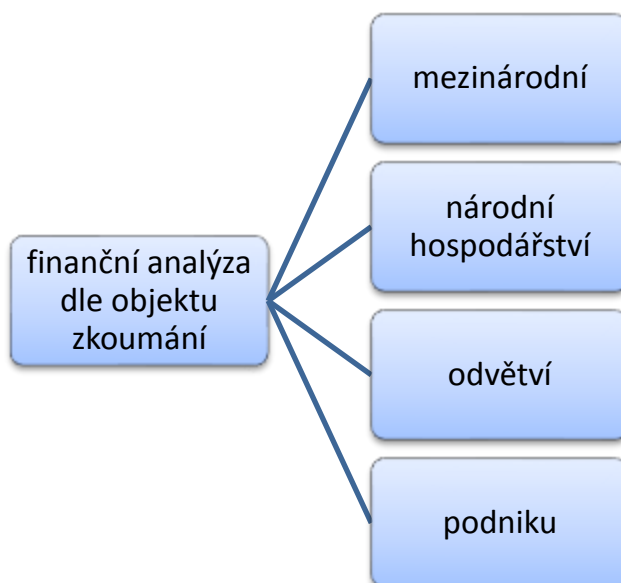 mezinárodní
národní
hospodářství
finanční analýza
dle objektu
zkoumání
odvětví
podniku